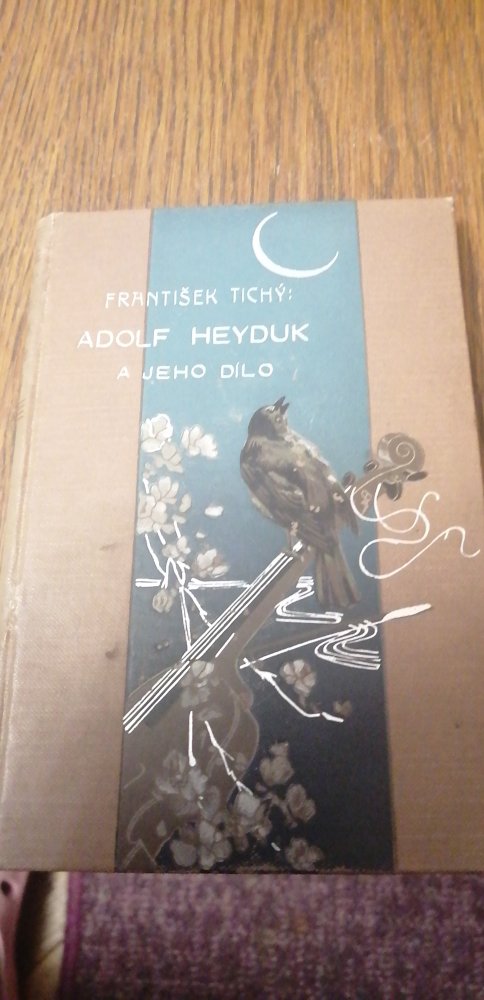 FRANTIŠEK TICHÝ:
ADOLF HEYDUK
A JEHO DÍLO